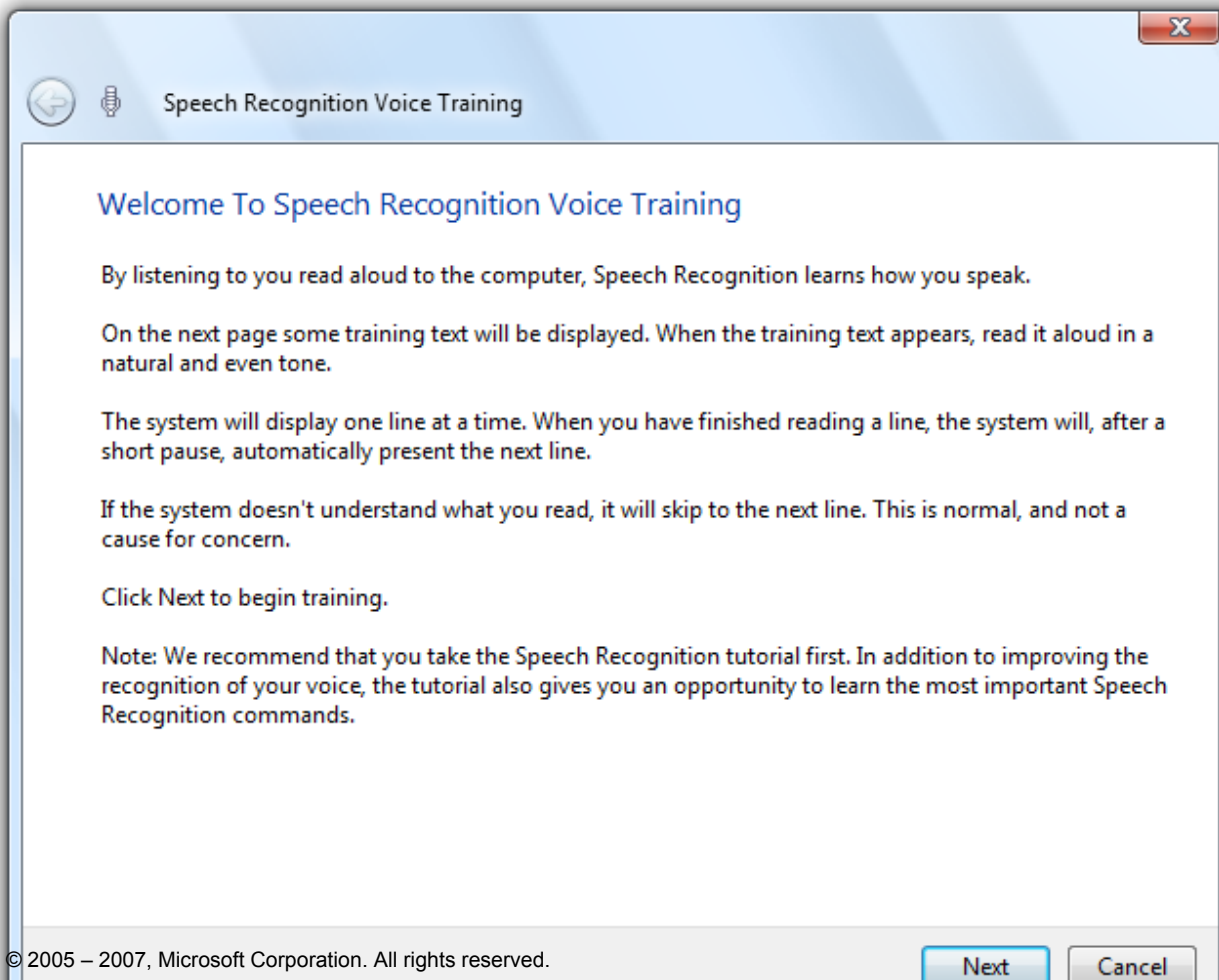 X
Speech Recognition Voice Training
Welcome To Speech Recognition Voice Training
By listening to you read aloud to the computer, Speech Recognition learns how you speak.
On the next page some training text will be displayed. When the training text appears, read it aloud in a
natural and even tone.
The system will display one line at a time. When you have finished reading a line, the system will, after a
short pause, automatically present the next line.
If the system doesn't understand what you read, it will skip to the next line. This is normal, and not a
cause for concern.
Click Next to begin training.
Note: We recommend that you take the Speech Recognition tutorial first. In addition to improving the
recognition of your voice, the tutorial also gives you an opportunity to learn the most important Speech
Recognition commands.
© 2005 – 2007, Microsoft Corporation. All rights reserved.
Next Cancel